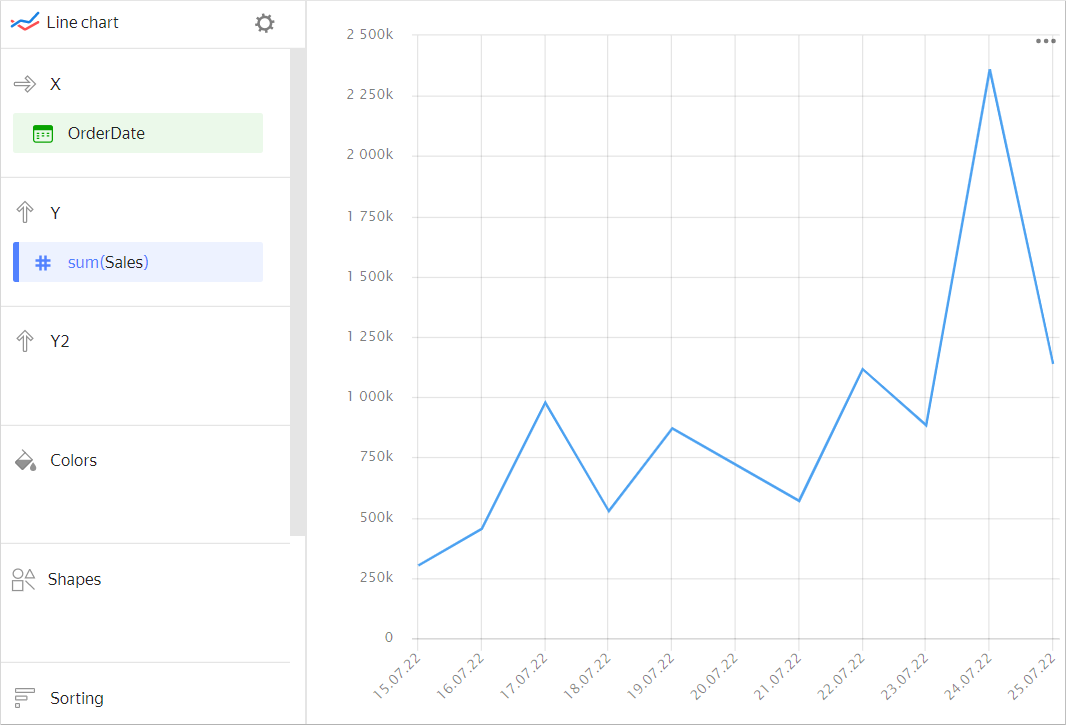 Line chart
X
OrderDate
Y
sum(Sales)
Y2
Colors
Shapes
Sorting
2 500k
2 250k
2 000k
1 750k
1 500k
1 250k
1 000k
750k
500k
250k
0
15.07.22
16.07.22
17.07.22
18.07.22
19.07.22
20.07.22
21.07.22
22.07.22
23.07.22
24.07.22
25.07.22